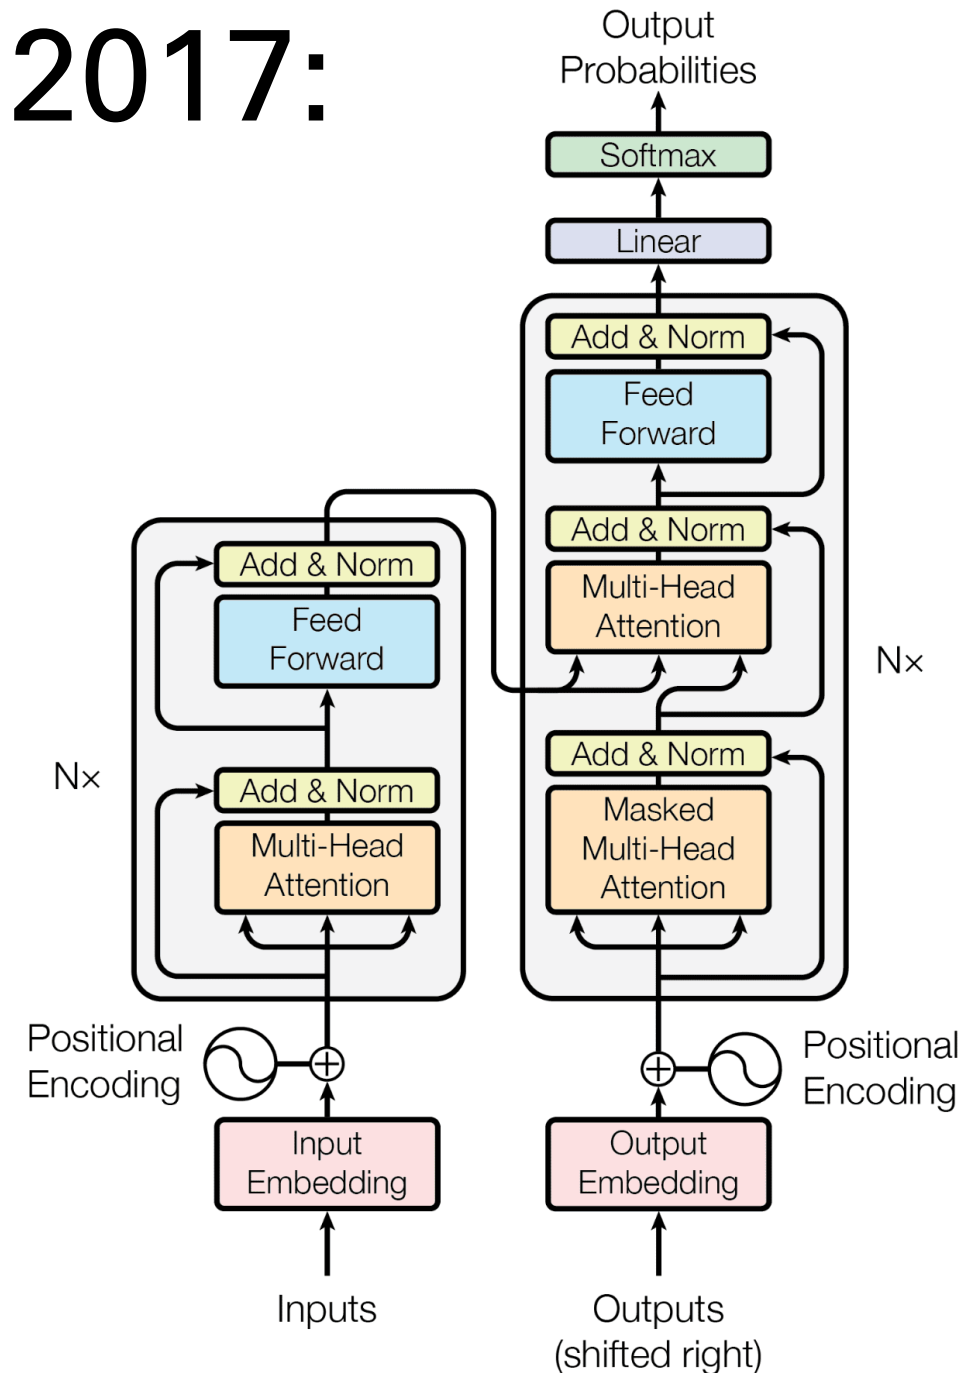 2017:
Output
Probabilities
Softmax
Linear
Add & Norm
Feed
Forward
Add & Norm
Multi-Head
Attention
Nx
Add & Norm
Masked
Multi-Head
Attention
Add & Norm
Feed
Forward
Nx
Add & Norm
Multi-Head
Attention
Positional
Encoding
Positional
Encoding
Input
Embedding
Output
Embedding
Inputs
Outputs
(shifted right)